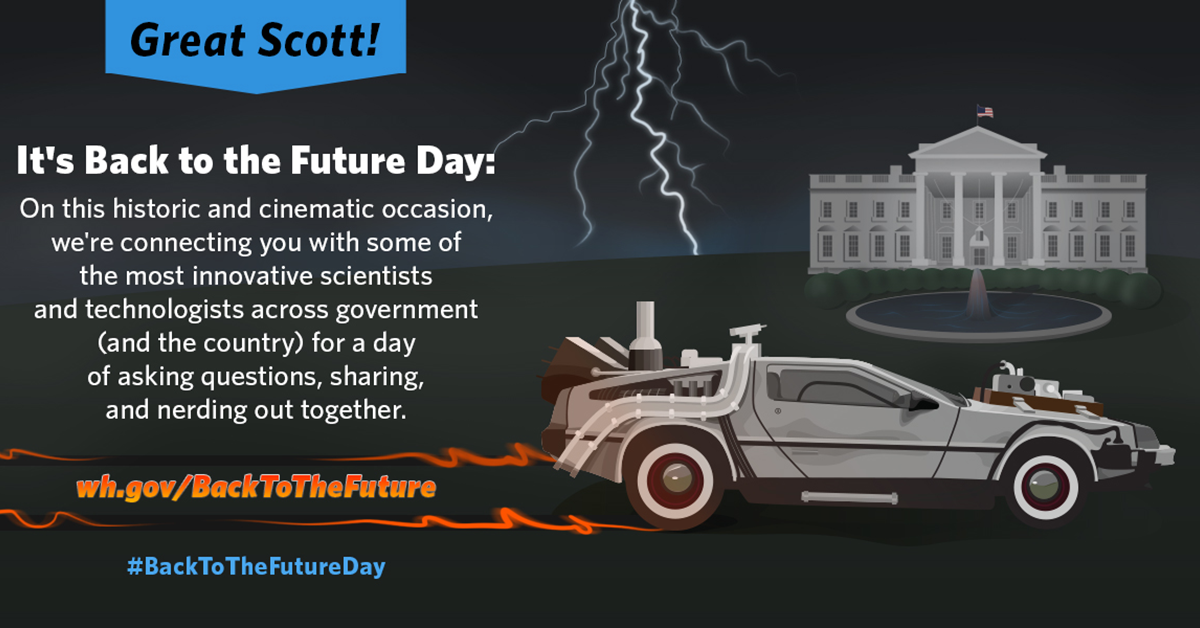 Great Scott!
It's Back to the Future Day:
On this historic and cinematic occasion,
we're connecting you with some of
the most innovative scientists
and technologists across government
(and the country) for a day
of asking questions, sharing,
and nerding out together.
wh.gov/BackToTheFuture
#BackToTheFutureDay